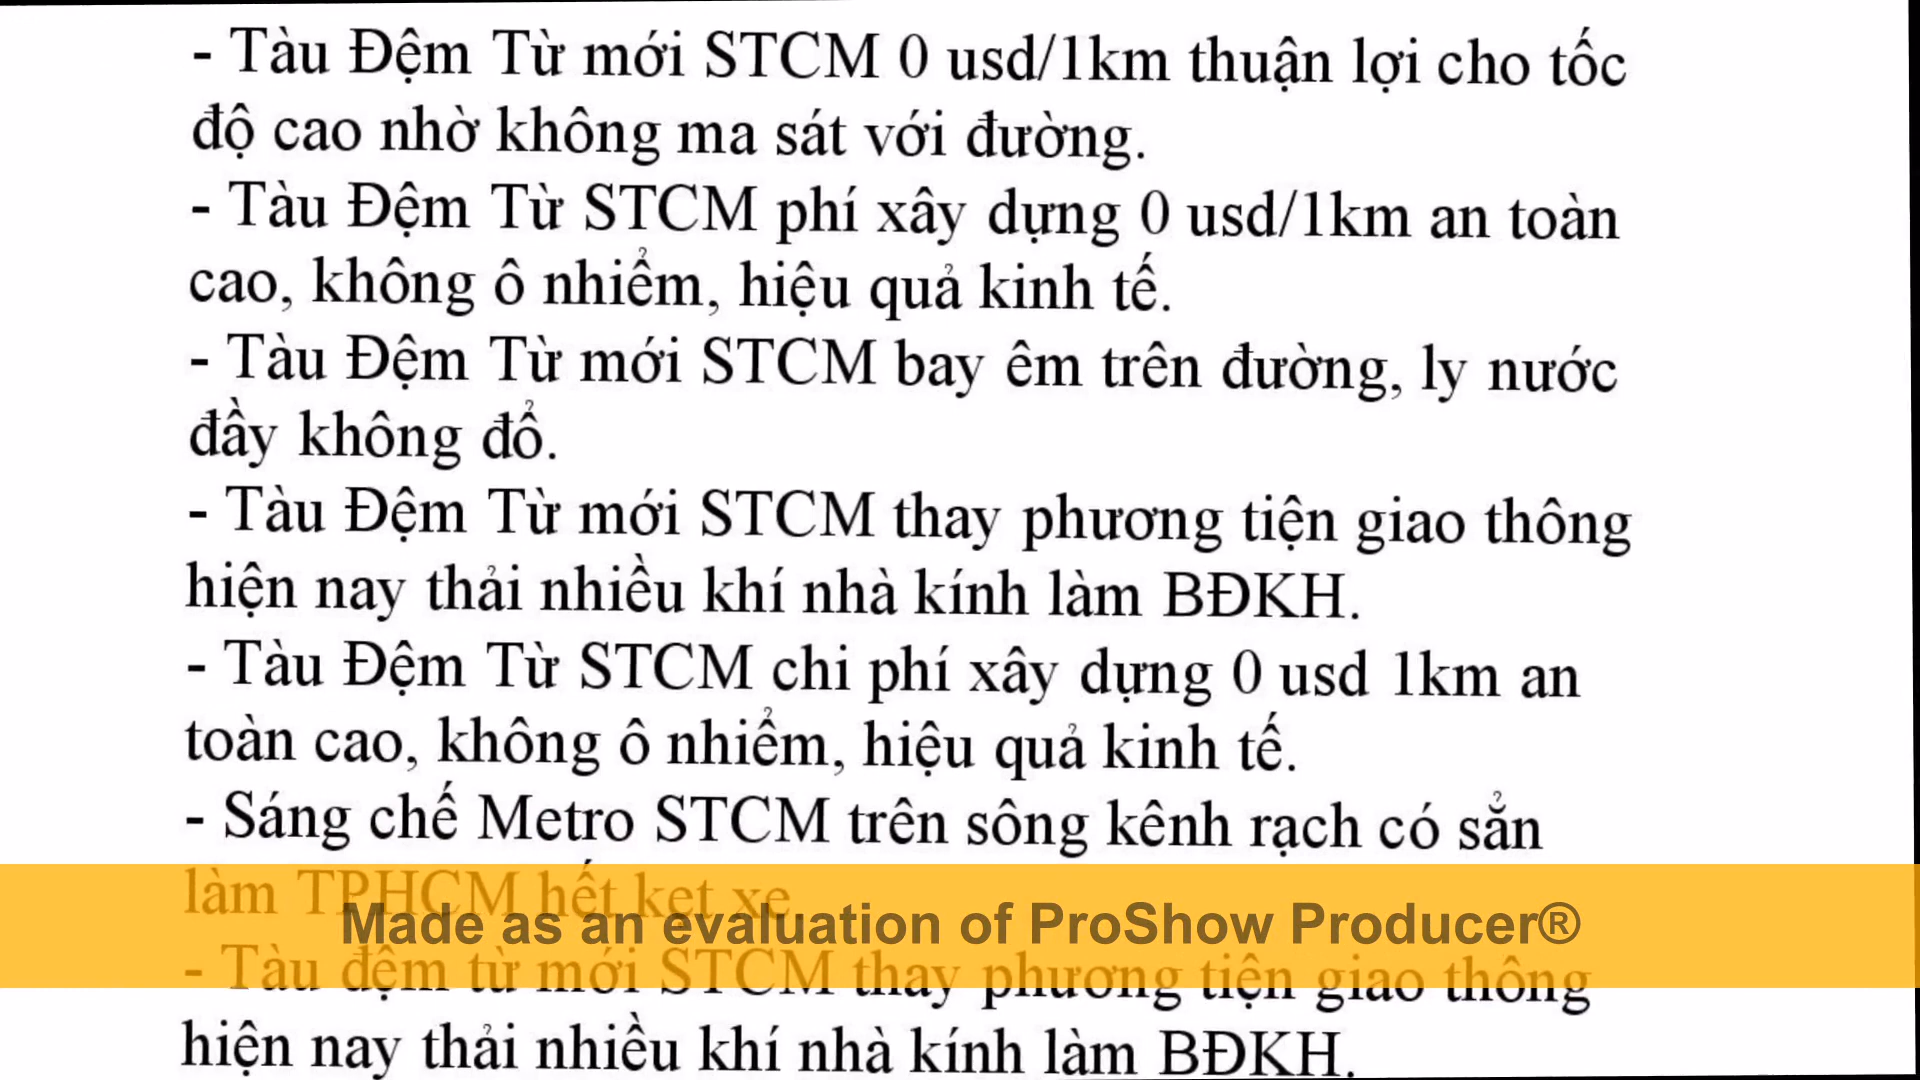 - Tàu Đệm Từ mới STCM 0 usd/1km thuận lợi cho tốc
độ cao nhờ không ma sát với đường.
- Tàu Đệm Từ STCM phí xây dựng 0 usd/1km an toàn
cao, không ô nhiểm, hiệu quả kinh tế.
- Tàu Đệm Từ mới STCM bay êm trên đường, ly nước
đầy không đổ.
- Tàu Đệm Từ mới STCM thay phương tiện giao thông
hiện nay thải nhiều khí nhà kính làm BĐKH.
- Tàu Đệm Từ STCM chi phí xây dựng 0 usd 1km an
toàn cao, không ô nhiểm, hiệu quả kinh tế.
- Sáng chế Metro STCM trên sông kênh rạch có sẳn
làm TPHCM hết kẹt xe
Made as an evaluation of ProShow Producer®
- Tàu đệm từ mới STCM thay phương tiện giao thông
hiện nay thải nhiều khí nhà kính làm BĐKH.